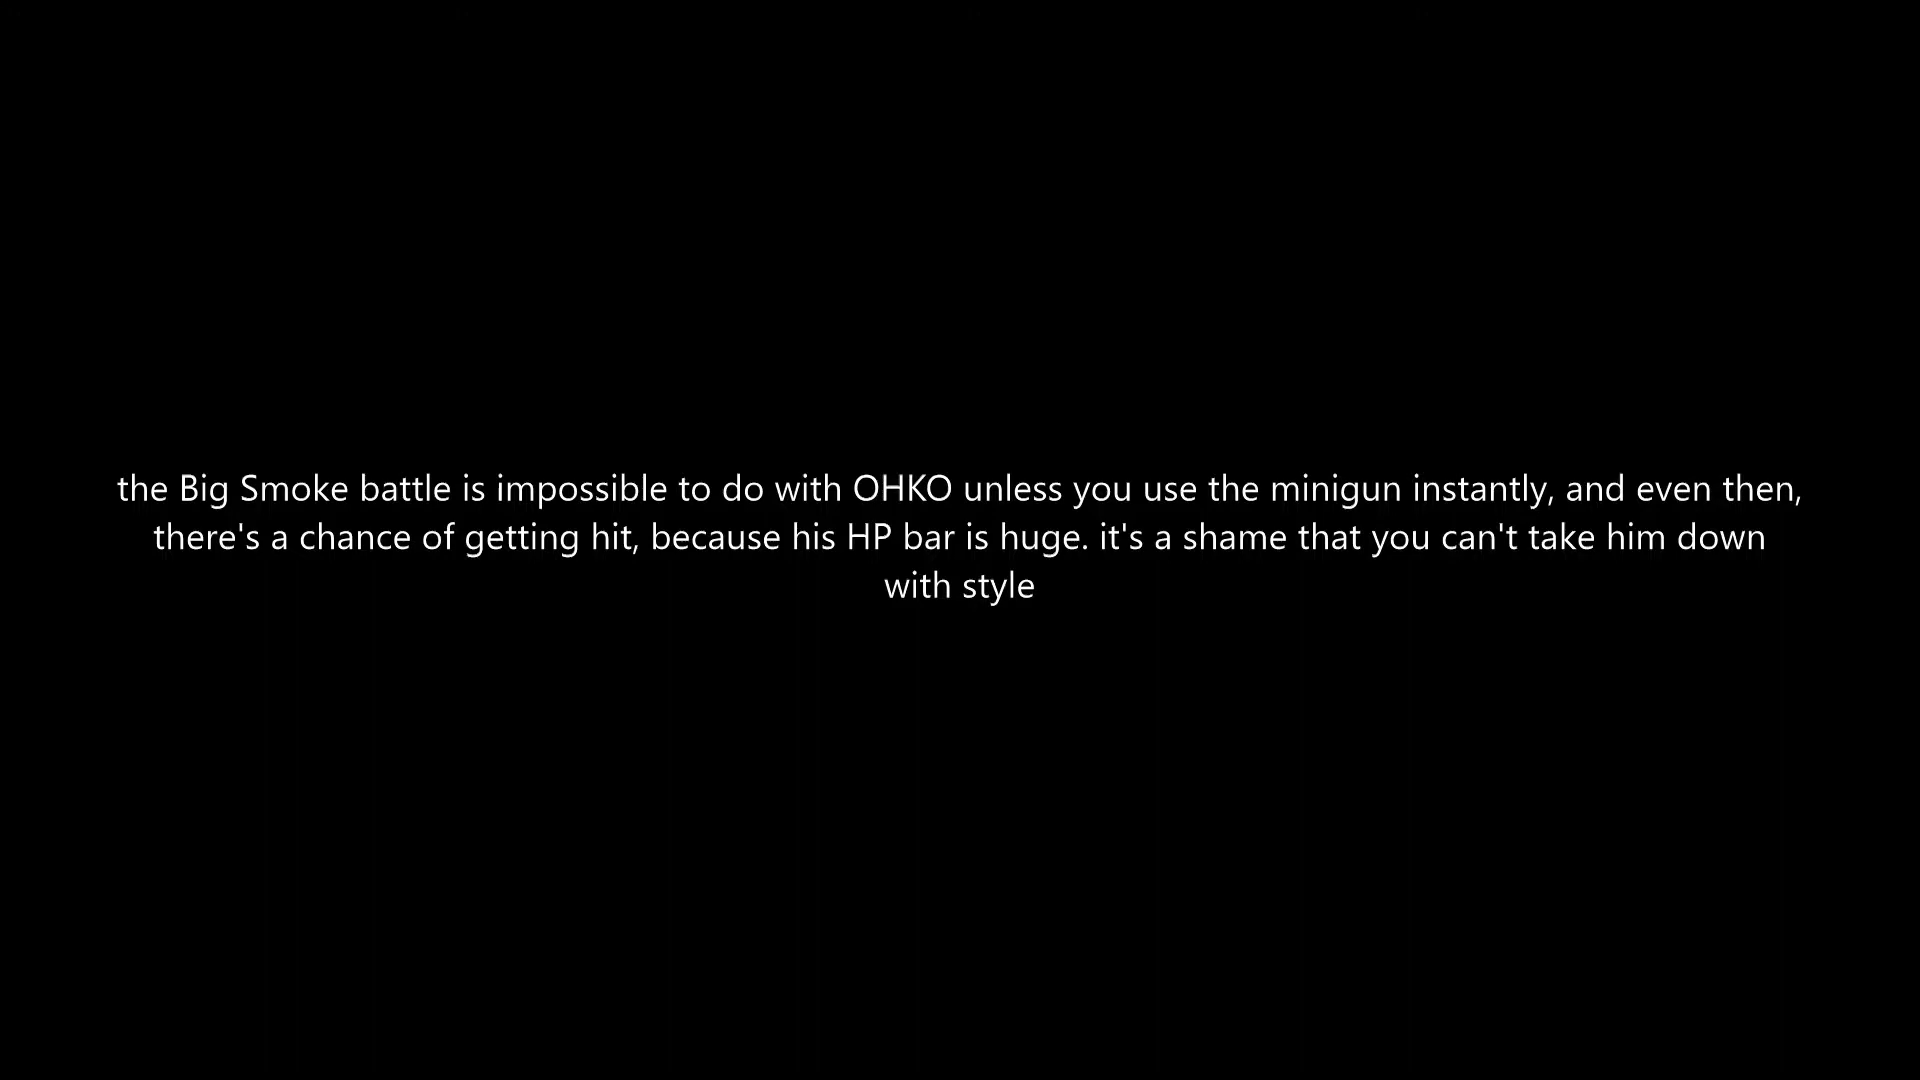 the Big Smoke battle is impossible to do with OHKO unless you use the minigun instantly, and even then,
there's a chance of getting hit, because his HP bar is huge. it's a shame that you can't take him down
with style